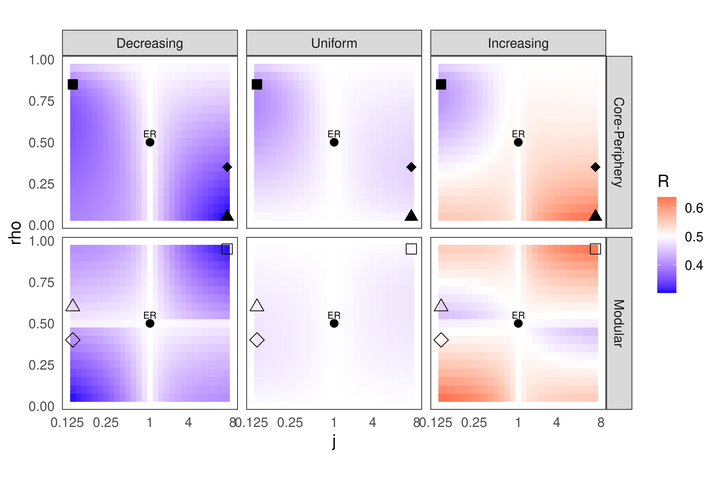 Decreasing Uniform Increasing
1.00
0.75
0.50
0.25
0.00
ER ER ER
Core-Periphery
1.00
0.75
0.50
0.25
0.00
ER ER ER
Modular
rho
0.125 0.25 1 4 8 0.125 0.25 1 4 8 0.125 0.25 1 4 8
j
R
0.6
0.5
0.4